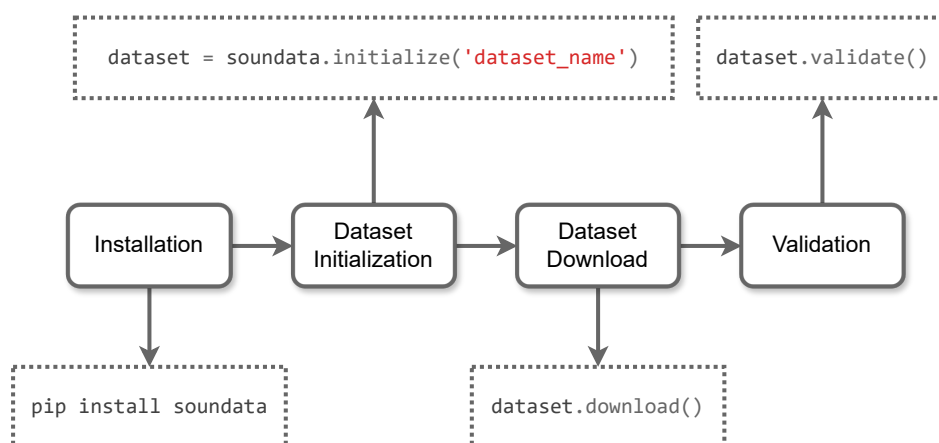 dataset = soundata.initialize('dataset_name')
dataset.validate()
Installation
Dataset
Initialization
Dataset
Download
Validation
pip install soundata
dataset.download()